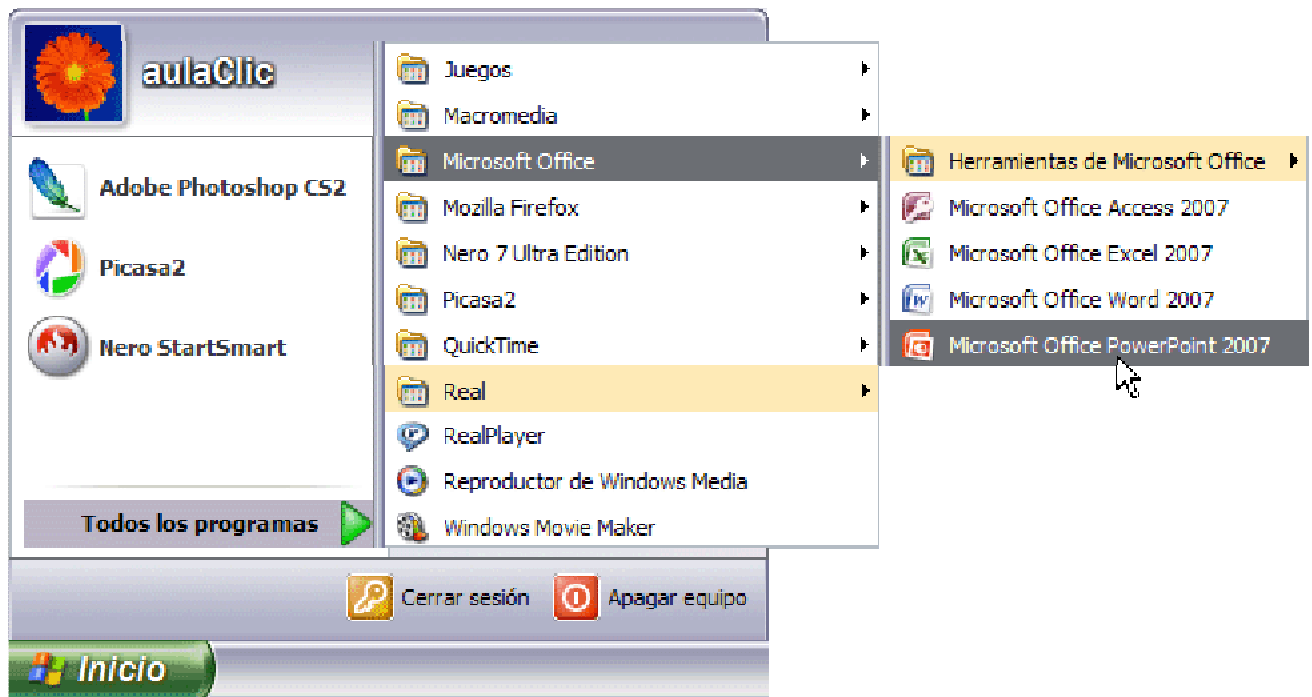 aulaClic
Adobe Photoshop CS2
Picasa2
Nero StartSmart
Todos los programas
Juegos
Macromedia
Microsoft Office
Mozilla Firefox
Nero 7 Ultra Edition
Picasa2
QuickTime
Real
RealPlayer
Reproductor de Windows Media
Windows Movie Maker
Herramientas de Microsoft Office
Microsoft Office Access 2007
Microsoft Office Excel 2007
Microsoft Office Word 2007
Microsoft Office PowerPoint 2007
Cerrar sesión
Apagar equipo
Inicio